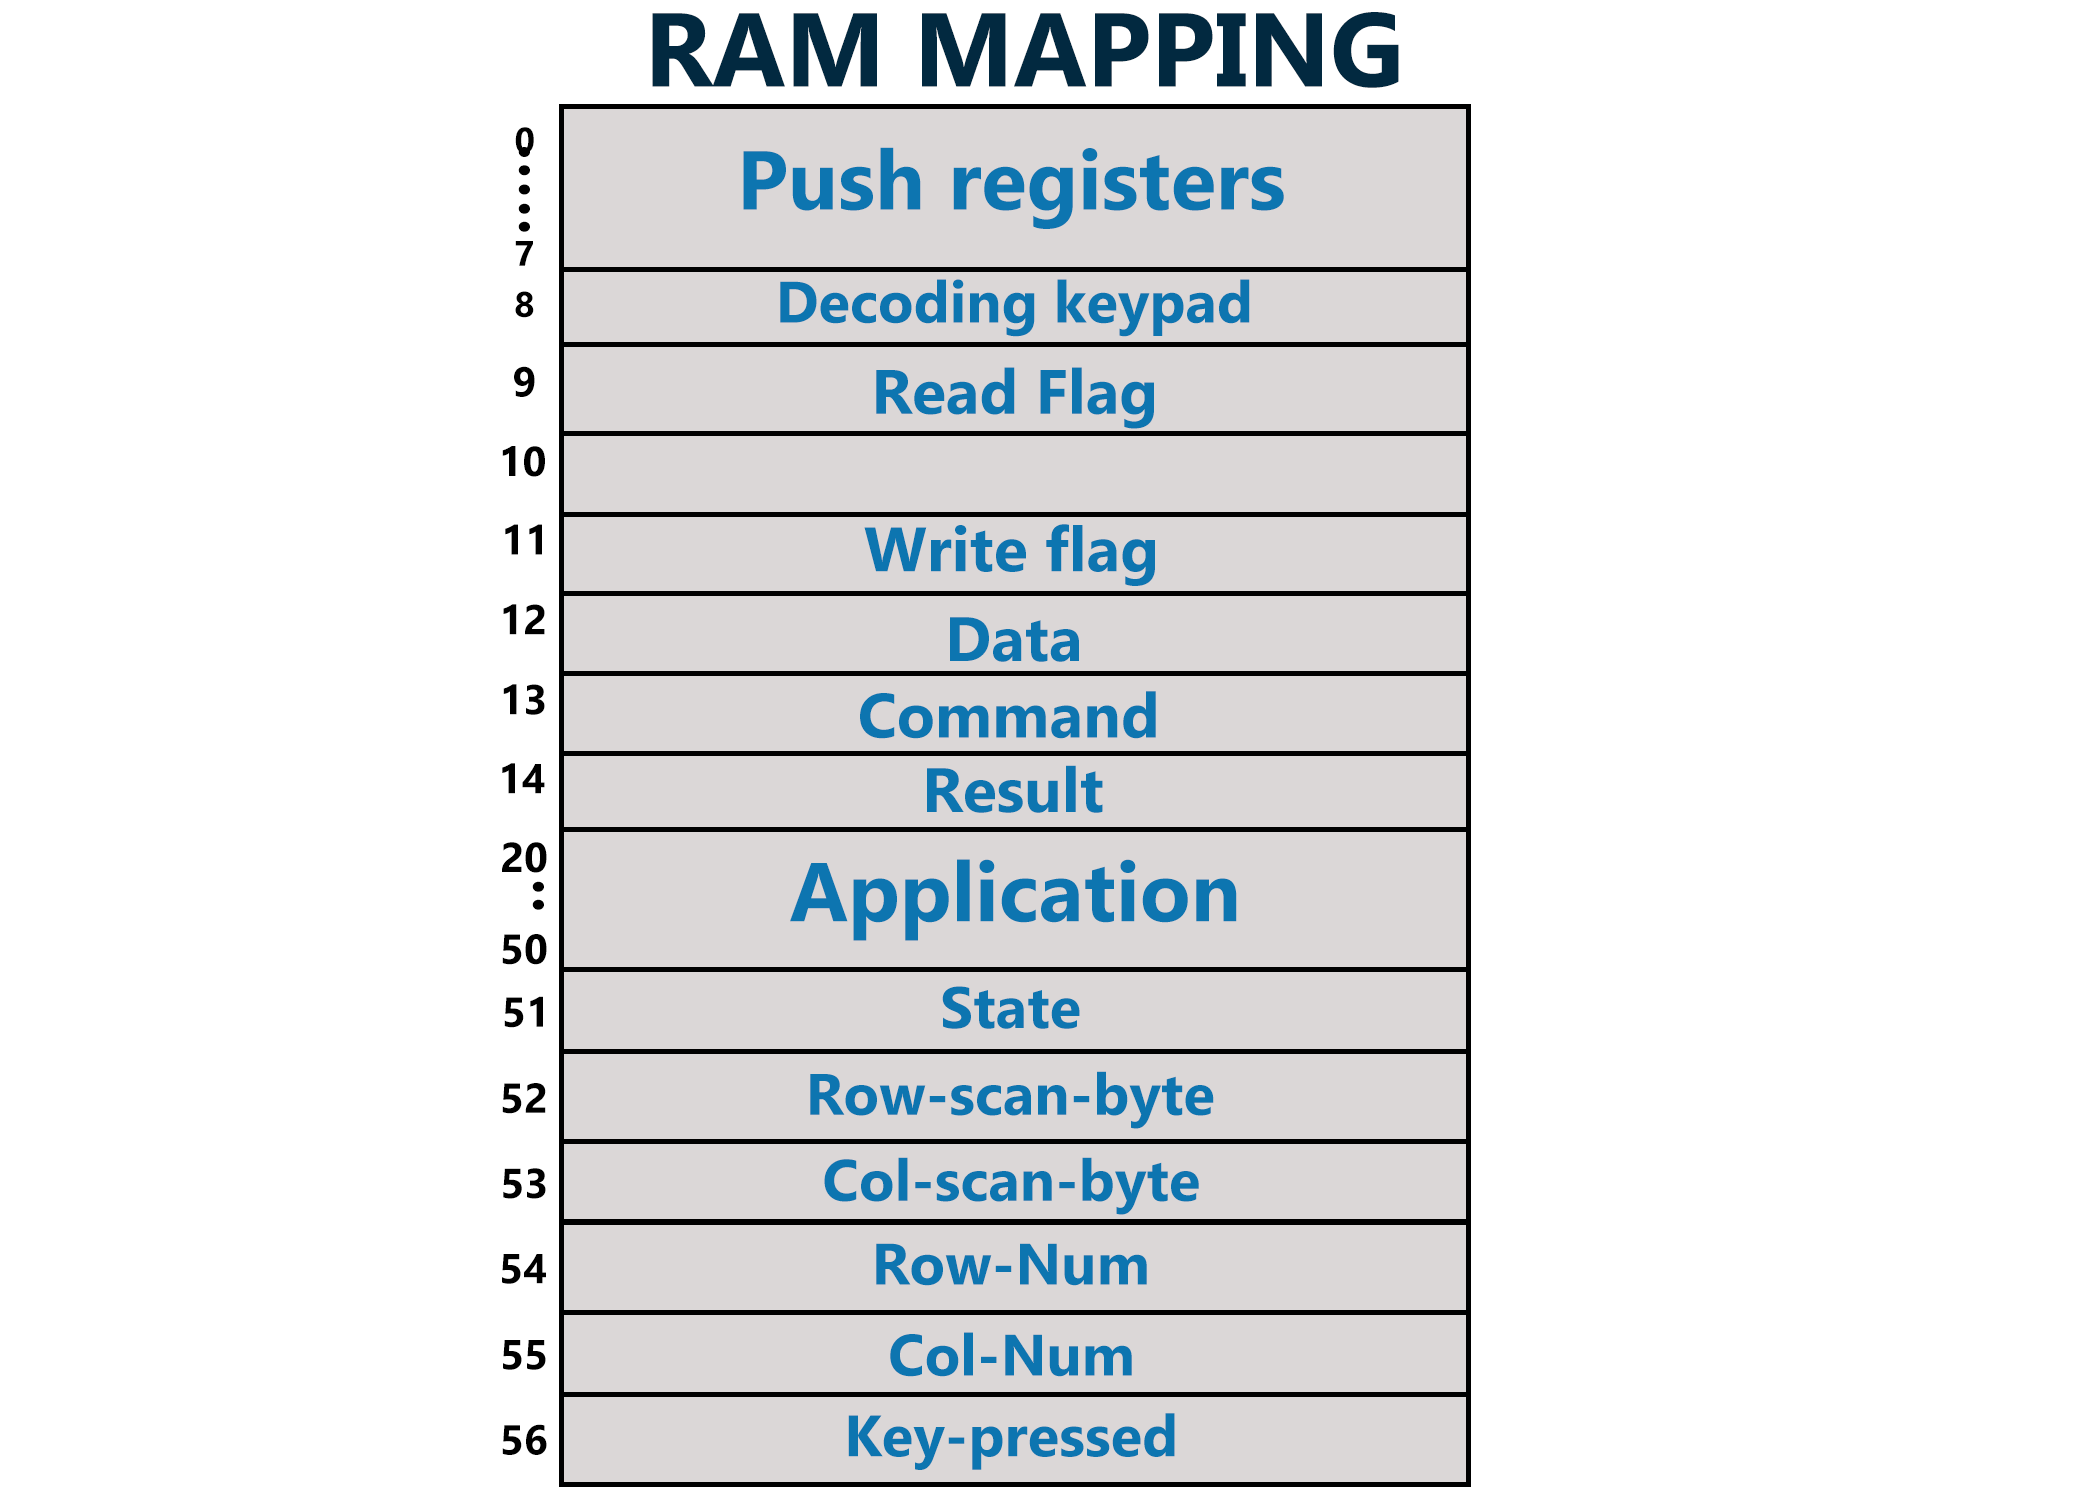 RAM MAPPING
0
Push registers
7
8 Decoding keypad
9 Read Flag
10
11 Write flag
12 Data
13 Command
14 Result
20
Application
50
51 State
52 Row-scan-byte
53 Col-scan-byte
54 Row-Num
55 Col-Num
56 Key-pressed